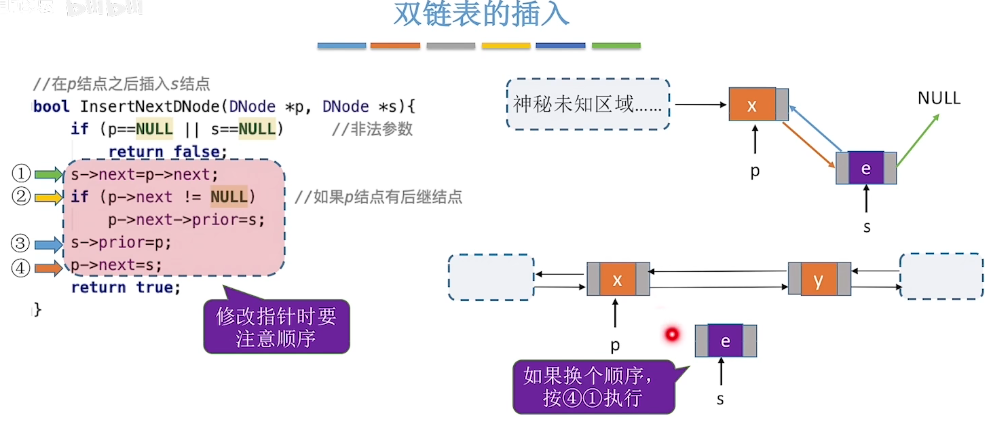 双链表的插入
//在p结点之后插入s结点
bool InsertNextDNode(DNode *p, DNode *s){
if (p==NULL || s==NULL) //非法参数
return false;
① s->next=p->next;
② if (p->next != NULL) //如果p结点有后继结点
p->next->prior=s;
③ s->prior=p;
④ p->next=s;
return true;
}
修改指针时要
注意顺序
神秘未知区域……
x
NULL
p
e
s
x
y
p
e
如果换个顺序，
按④①执行
s